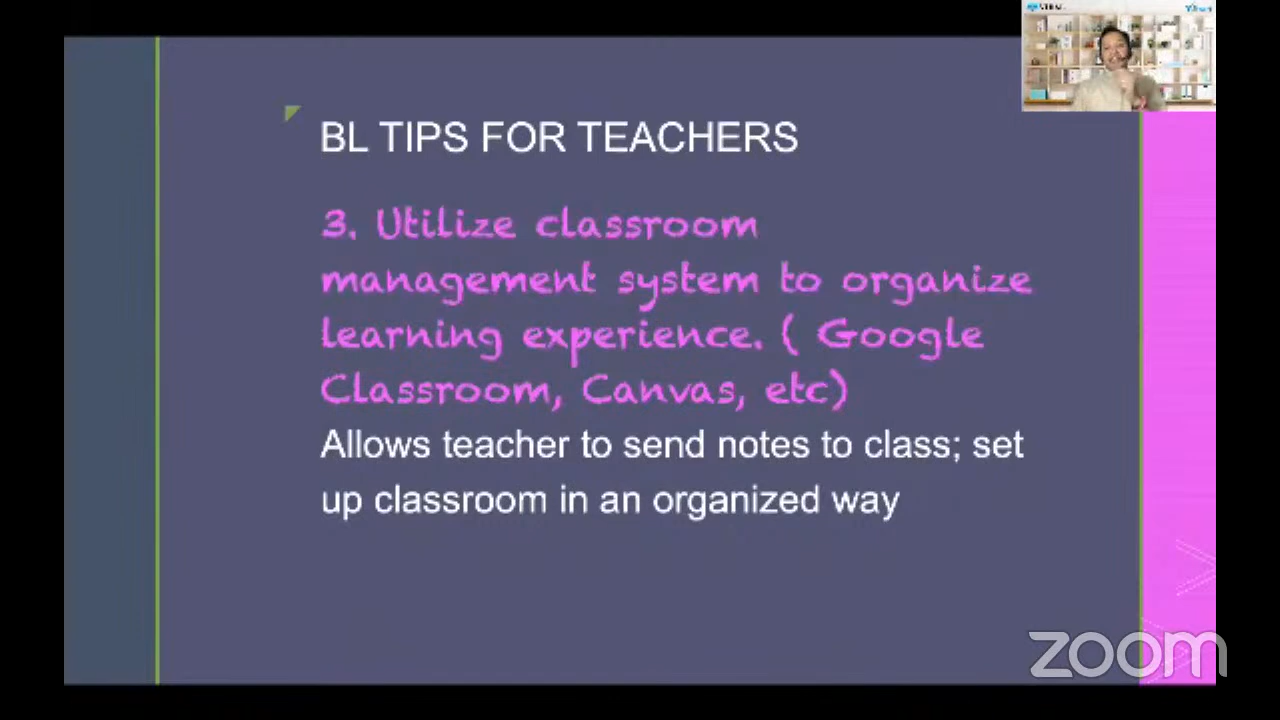 BL TIPS FOR TEACHERS
3. Utilize classroom
management system to organize
learning experience. ( Google
Classroom, Canvas, etc)
Allows teacher to send notes to class; set
up classroom in an organized way
zoom